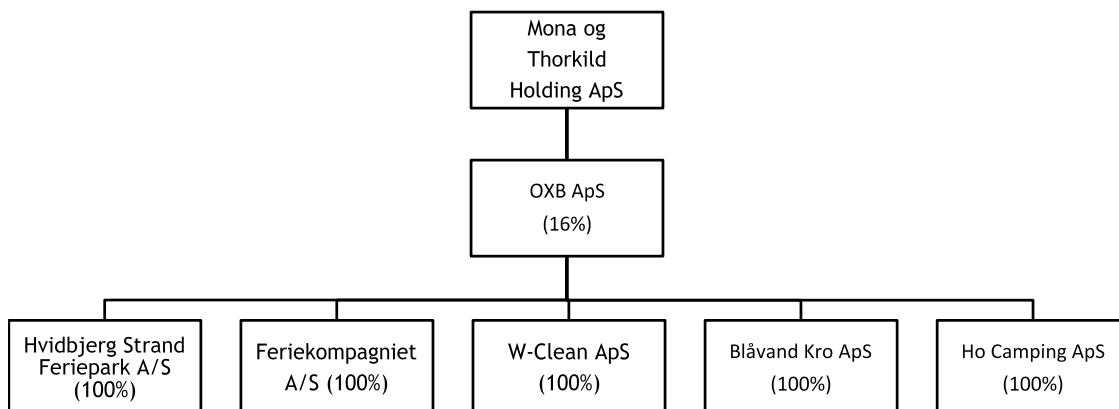 Mona og
Thorkild
Holding ApS
OXB ApS
(16%)
Hvidbjerg Strand
Feriepark A/S
(100%)
Feriekompagniet
A/S (100%)
W-Clean ApS
(100%)
Blåvand Kro ApS
(100%)
Ho Camping ApS
(100%)